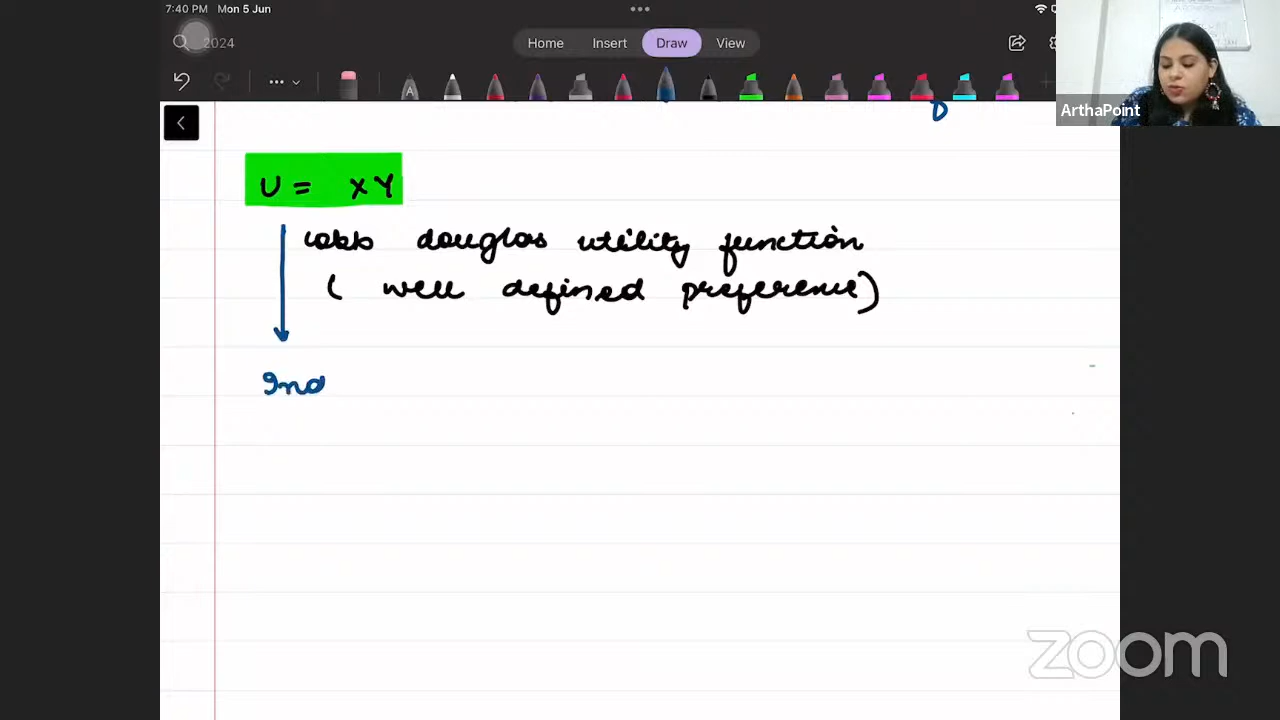 7:40 PM Mon 5 Jun
2024
Home Insert Draw View
A
ArthaPoint
U = XY
cobb douglas utility function
( well defined preference)
Ind
zoom